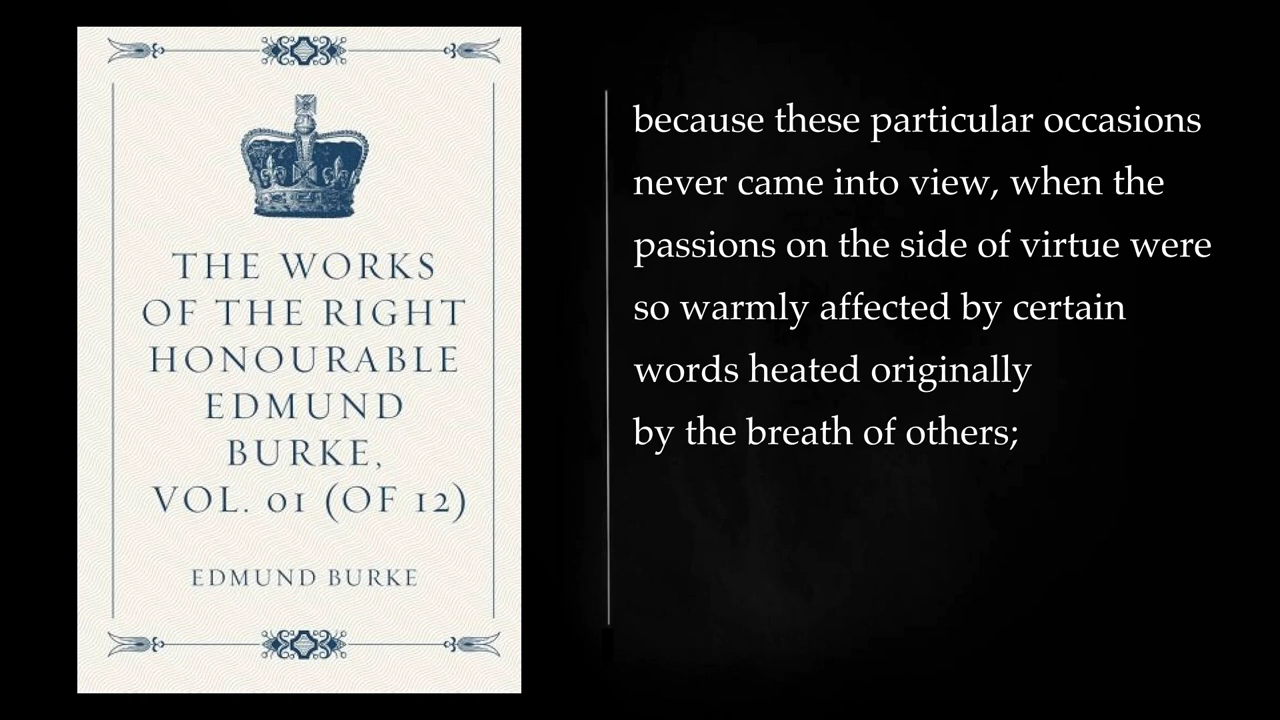 THE WORKS
OF THE RIGHT
HONOURABLE
EDMUND
BURKE,
VOL. 01 (OF 12)
EDMUND BURKE
because these particular occasions
never came into view, when the
passions on the side of virtue were
so warmly affected by certain
words heated originally
by the breath of others;